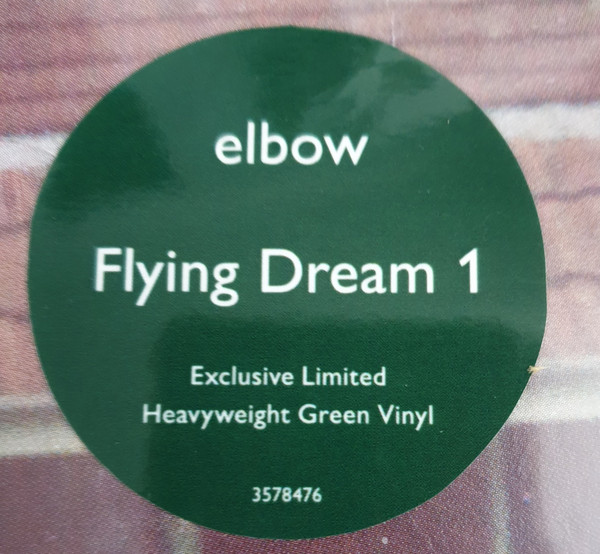 elbow
Flying Dream 1
Exclusive Limited
Heavyweight Green Vinyl
3578476